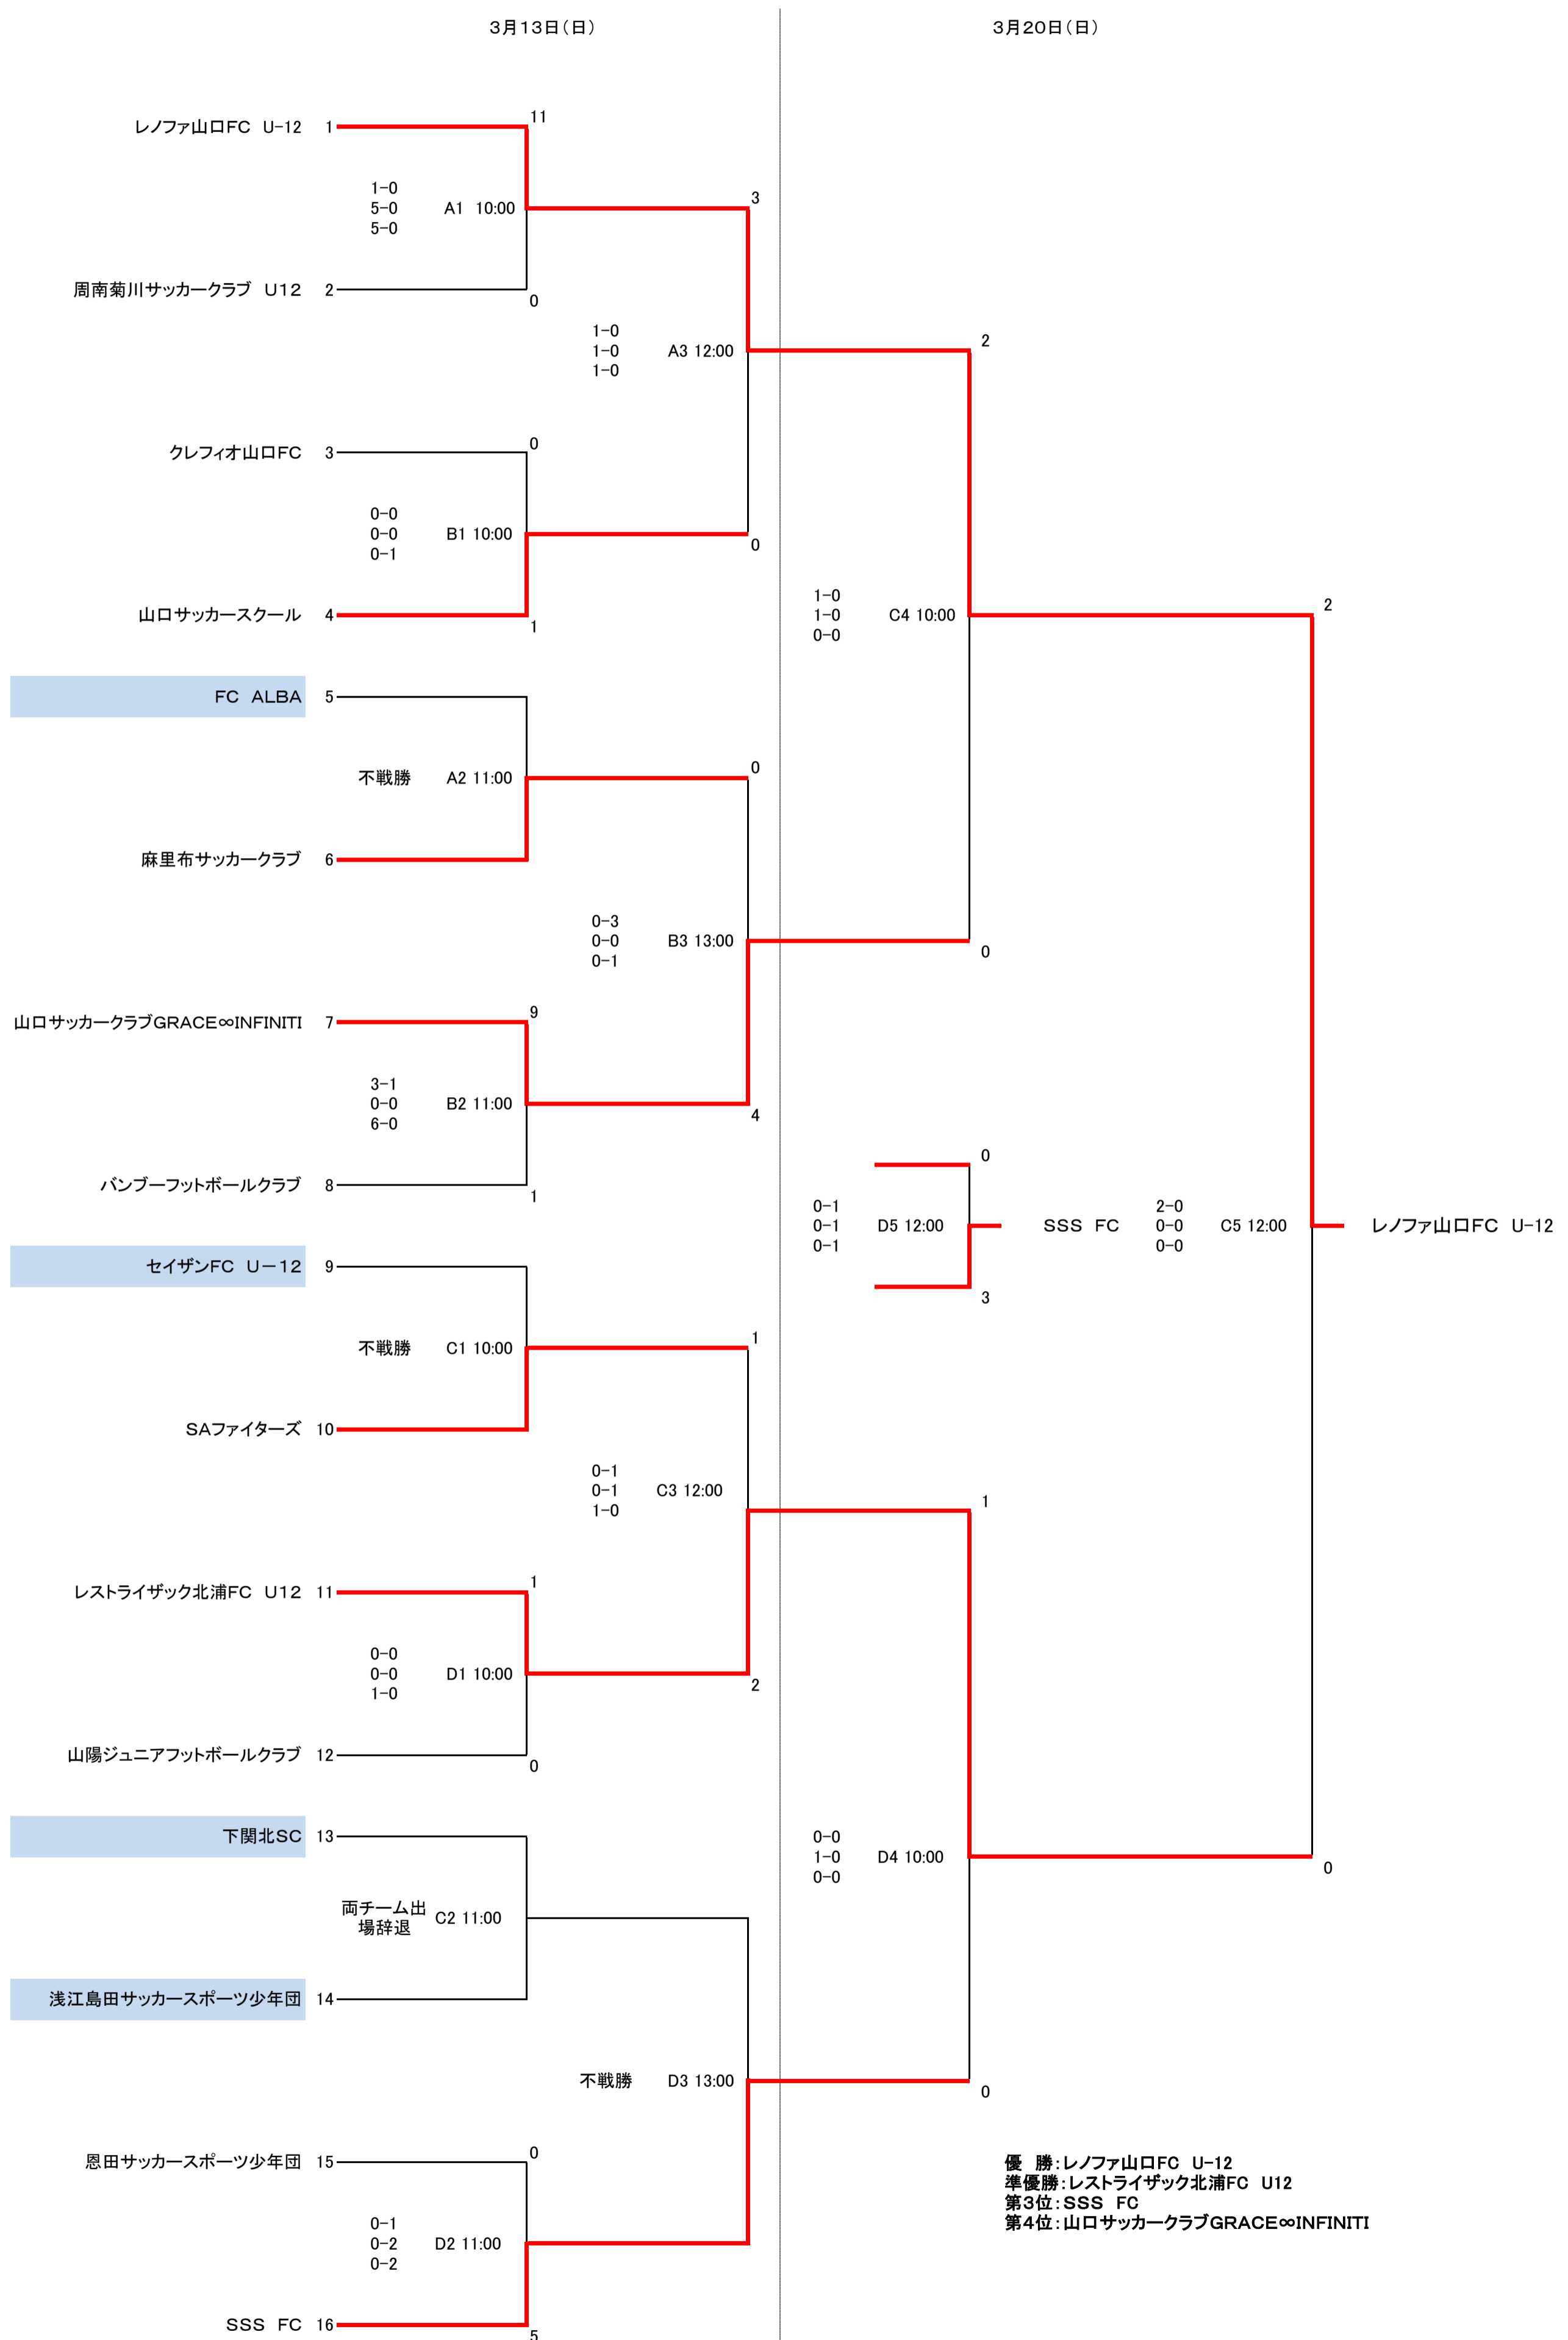 ３月１３日（日）
３月２０日（日）
11
レノファ山口ＦＣ　Ｕ-12　1
1-0
5-0　A1　10:00
5-0
3
周南菊川サッカークラブ　Ｕ１２　2
0
1-0
1-0　A3 12:00
1-0
2
0
クレフィオ山口ＦＣ　3
0-0
0-0　B1 10:00
0-1
0
山口サッカースクール　4
1
1-0
1-0　C4 10:00
0-0
2
ＦＣ　ＡＬＢＡ　5
不戦勝　A2 11:00
0
麻里布サッカークラブ　6
0-3
0-0　B3 13:00
0-1
0
9
山口サッカークラブＧＲＡＣＥ∞ＩＮＦＩＮＩＴＩ　7
3-1
0-0　B2 11:00
6-0
4
バンブーフットボールクラブ　8
1
0
0-1
0-1　D5 12:00　ＳＳＳ　ＦＣ
0-1
3
2-0
0-0　C5 12:00　レノファ山口ＦＣ　Ｕ-12
0-0
セイザンＦＣ　Ｕ－１２　9
不戦勝　C1 10:00
1
ＳＡファイターズ　10
0-1
0-1　C3 12:00
1-0
1
1
レストライザック北浦ＦＣ　Ｕ１２　11
0-0
0-0　D1 10:00
1-0
2
山陽ジュニアフットボールクラブ　12
0
下関北ＳＣ　13
0-0
1-0　D4 10:00
0-0
0
両チーム出
場辞退　C2 11:00
浅江島田サッカースポーツ少年団　14
不戦勝　D3 13:00
0
0
恩田サッカースポーツ少年団　15
0-1
0-2　D2 11:00
0-2
ＳＳＳ　ＦＣ　16
5
優　勝：レノファ山口ＦＣ　Ｕ-12
準優勝：レストライザック北浦ＦＣ　Ｕ１２
第３位：ＳＳＳ　ＦＣ
第４位：山口サッカークラブＧＲＡＣＥ∞ＩＮＦＩＮＩＴＩ